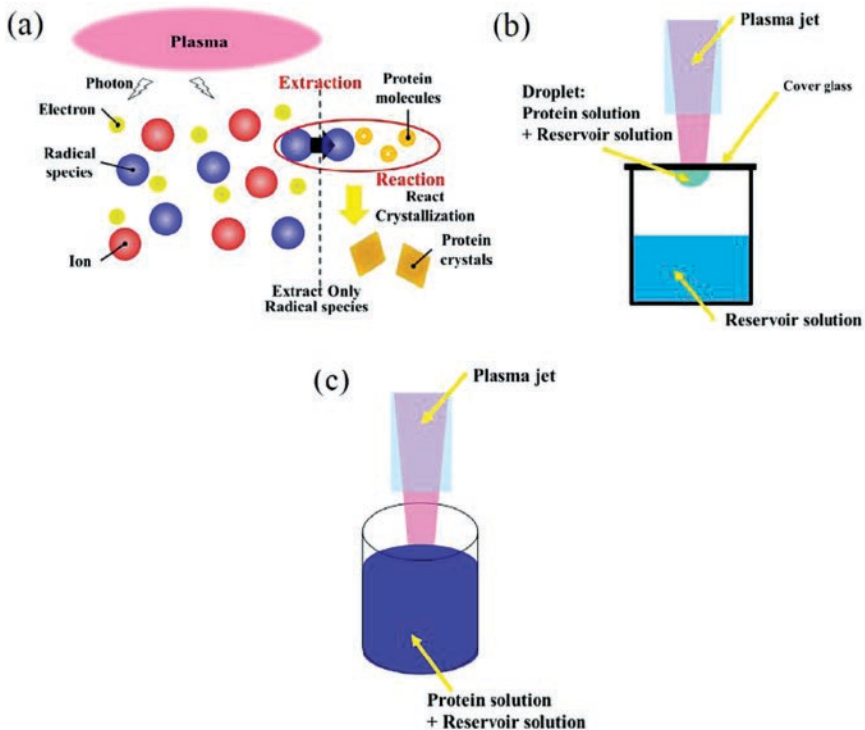 (a)
Plasma
Photon
Electron
Radical
species
Ion
Extraction
Protein
molecules
Reaction
React
Crystallization
Protein
crystals
Extract Only
Radical species
(b)
Plasma jet
Cover glass
Droplet:
Protein solution
+ Reservoir solution
Reservoir solution
(c)
Plasma jet
Protein solution
+ Reservoir solution